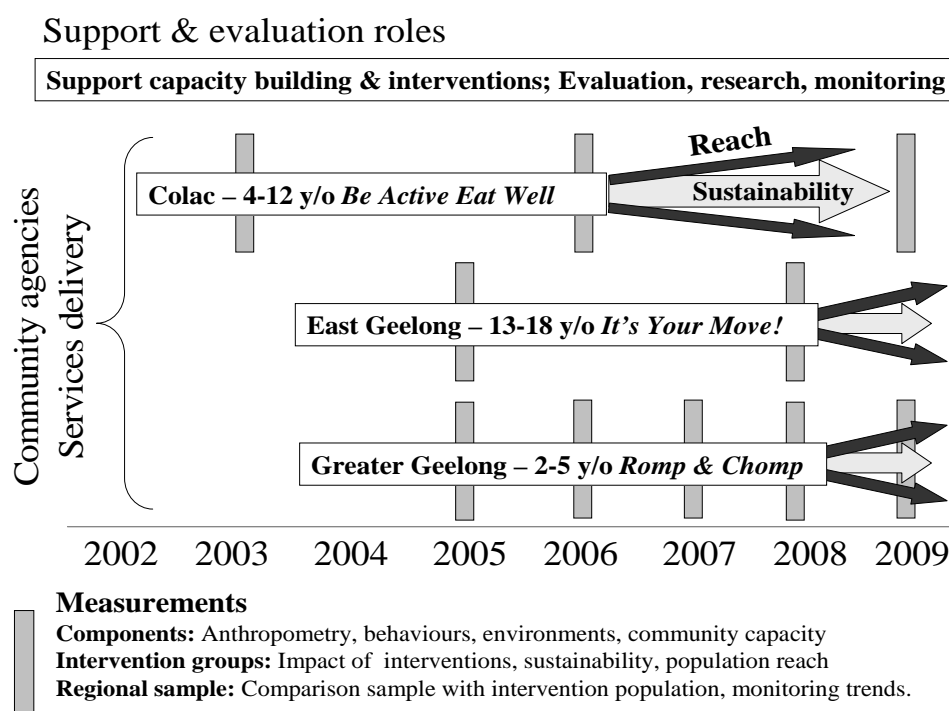 Support & evaluation roles
Support capacity building & interventions; Evaluation, research, monitoring
Community agencies
Services delivery
Reach
Colac – 4-12 y/o Be Active Eat Well
Sustainability
East Geelong – 13-18 y/o It's Your Move!
Greater Geelong – 2-5 y/o Romp & Chomp
2002 2003 2004 2005 2006 2007 2008 2009
Measurements
Components: Anthropometry, behaviours, environments, community capacity
Intervention groups: Impact of interventions, sustainability, population reach
Regional sample: Comparison sample with intervention population, monitoring trends.